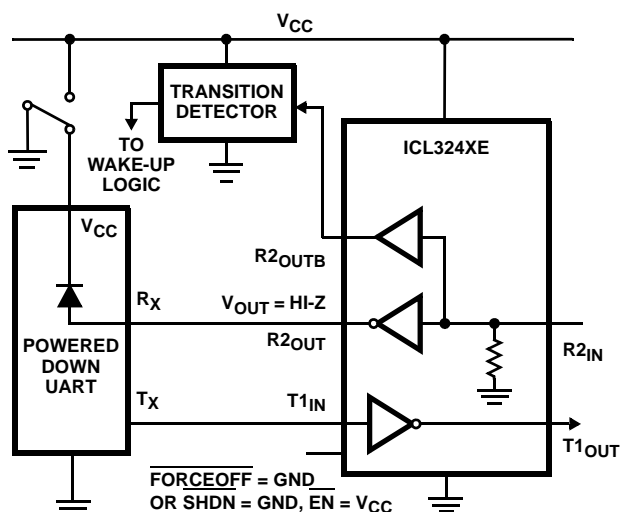 VCC
TRANSITION
DETECTOR
TO
WAKE-UP
LOGIC
ICL324XE
VCC
R2OUTB
RX
VOUT = HI-Z
R2OUT
R2IN
POWERED
DOWN
UART
TX
T1IN
T1OUT
FORCEOFF = GND
OR SHDN = GND, EN = VCC